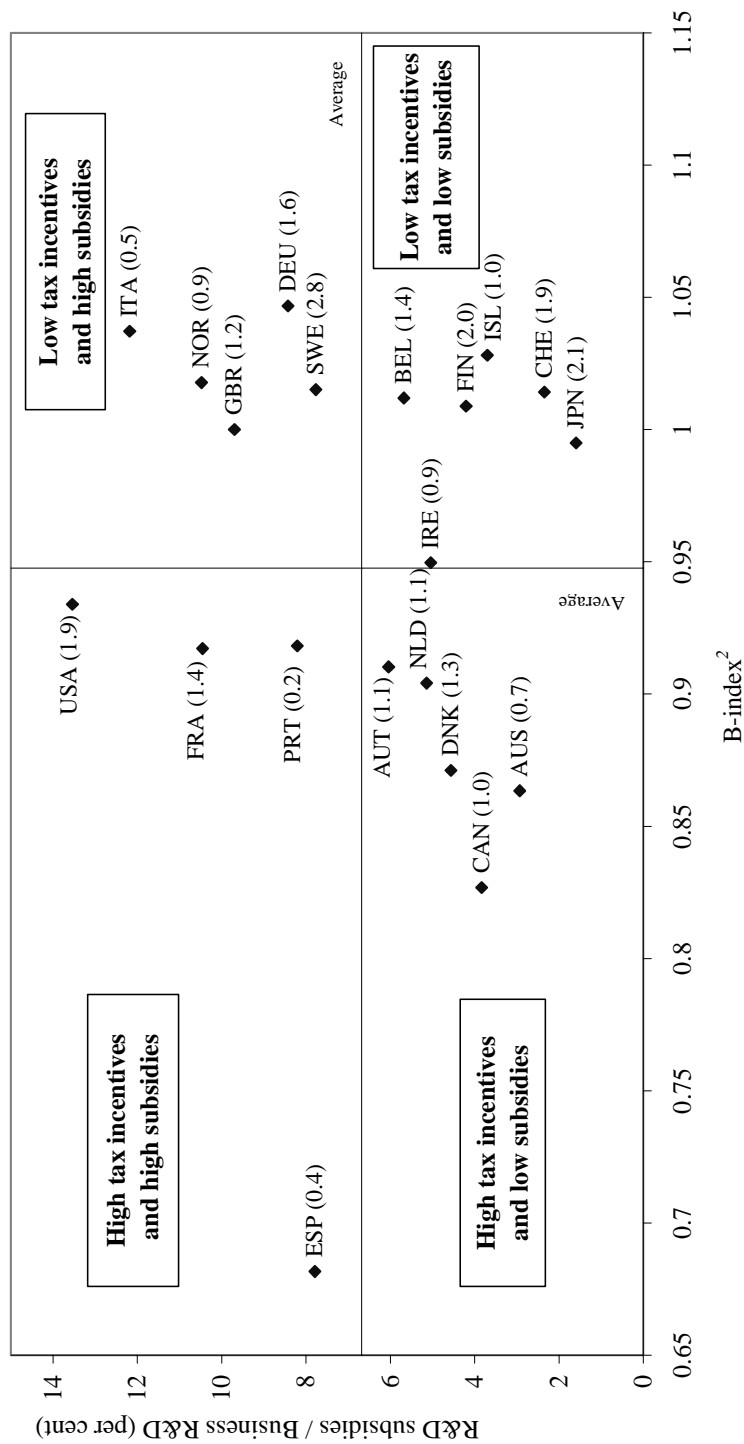 R&D subsidies / Business R&D (per cent)
14
12
10
8
6
4
2
0
High tax incentives
and high subsidies
Low tax incentives
and high subsidies
USA (1.9)
ITA (0.5)
FRA (1.4)
NOR (0.9)
GBR (1.2)
PRT (0.2)
DEU (1.6)
ESP (0.4)
SWE (2.8)
Average
High tax incentives
and low subsidies
Low tax incentives
and low subsidies
AUT (1.1)
BEL (1.4)
NLD (1.1)
IRE (0.9)
DNK (1.3)
FIN (2.0)
CAN (1.0)
ISL (1.0)
AUS (0.7)
CHE (1.9)
JPN (2.1)
Average
0.65
0.7
0.75
0.8
0.85
0.9
0.95
1
1.05
1.1
1.15
B-index²